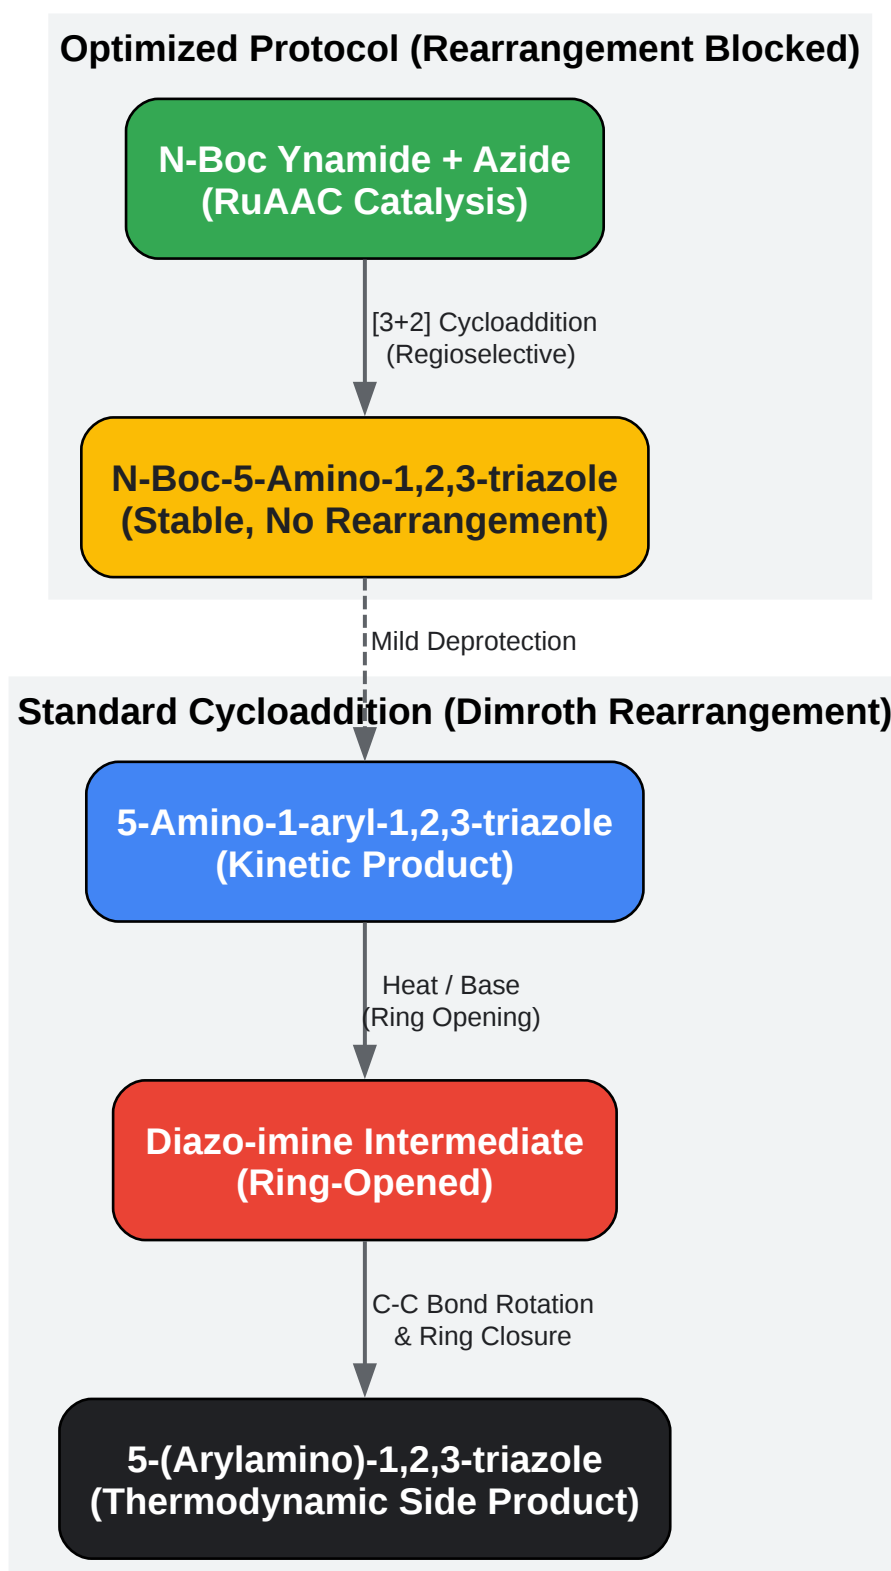 Optimized Protocol (Rearrangement Blocked)
N-Boc Ynamide + Azide
(RuAAC Catalysis)
[3+2] Cycloaddition
(Regioselective)
N-Boc-5-Amino-1,2,3-triazole
(Stable, No Rearrangement)
Mild Deprotection
Standard Cycloaddition (Dimroth Rearrangement)
5-Amino-1-aryl-1,2,3-triazole
(Kinetic Product)
Heat / Base
(Ring Opening)
Diazo-imine Intermediate
(Ring-Opened)
C-C Bond Rotation
& Ring Closure
5-(Arylamino)-1,2,3-triazole
(Thermodynamic Side Product)